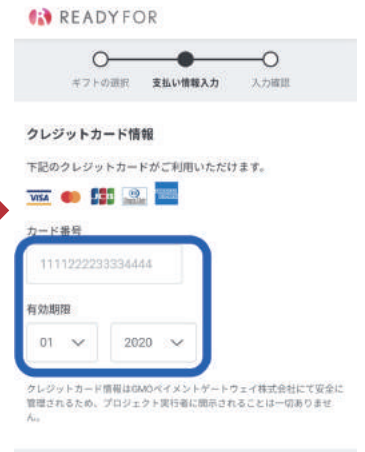 READYFOR
ギフトの選択 支払い情報入力 入力確認
クレジットカード情報
下記のクレジットカードがご利用いただけます。
VISA JCB
カード番号
1111222233334444
有効期限
01 2020
クレジットカード情報はGMOペイメントゲートウェイ株式会社にて安全に
管理されるため、プロジェクト実行者に開示されることは一切ありませ
ん。